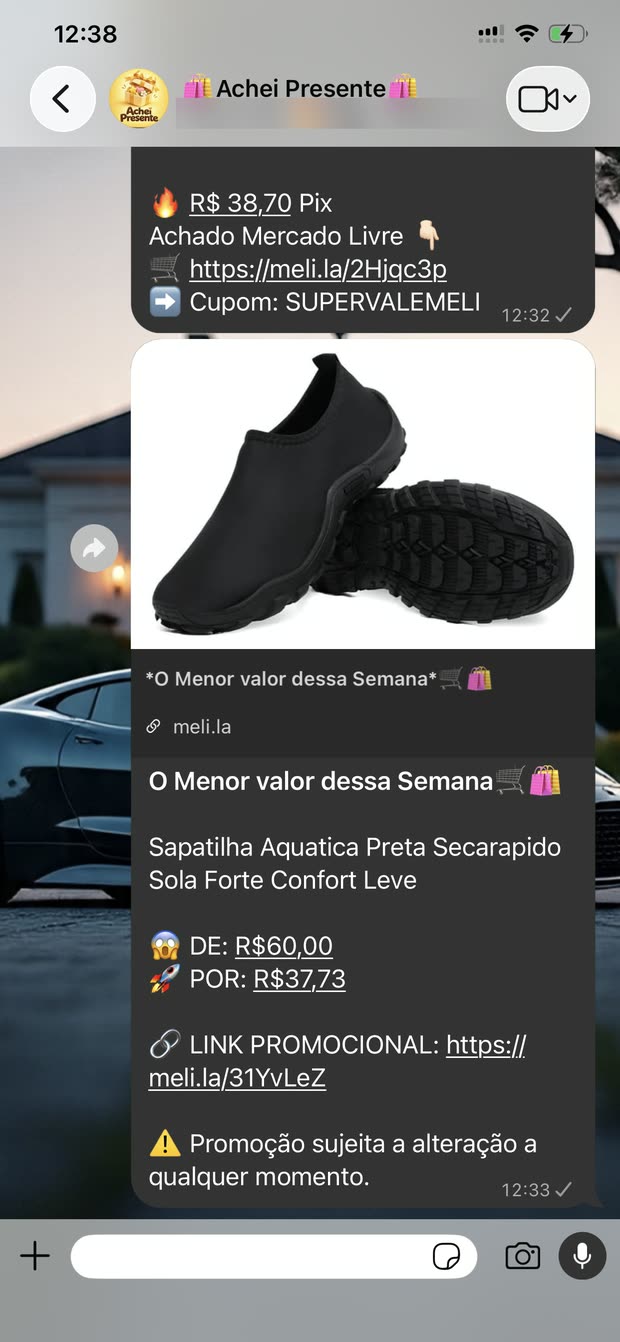 12:38
🛍️Achei Presente🛍️
Achei
Presente
🔥 R$ 38,70 Pix
Achado Mercado Livre 👇🏻
🛒 https://meli.la/2Hjqc3p
➡️ Cupom: SUPERVALEMELI
12:32
*O Menor valor dessa Semana*🛒🛍️
meli.la
O Menor valor dessa Semana🛒🛍️
Sapatilha Aquatica Preta Secarapido
Sola Forte Confort Leve
😱 DE: R$60,00
🚀 POR: R$37,73
🔗 LINK PROMOCIONAL: https://
meli.la/31YvLeZ
⚠️ Promoção sujeita a alteração a
qualquer momento.
12:33